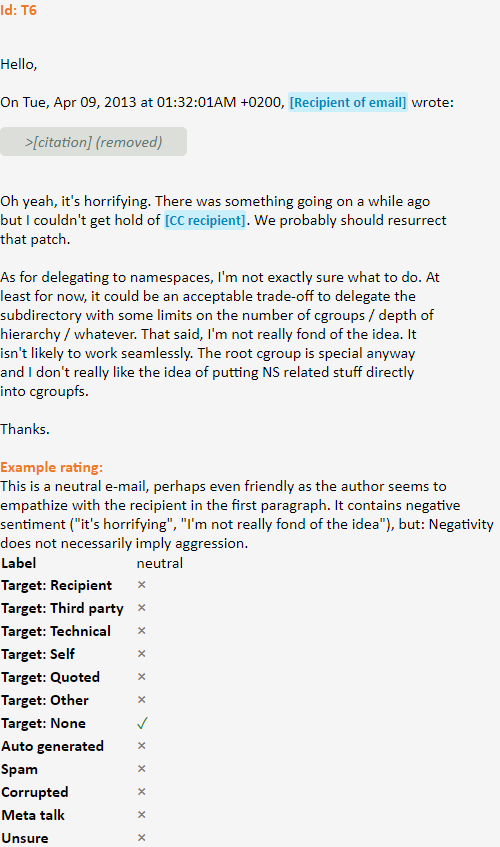 Id: T6
Hello,
On Tue, Apr 09, 2013 at 01:32:01AM +0200, [Recipient of email] wrote:
>[citation] (removed)
Oh yeah, it's horrifying. There was something going on a while ago
but I couldn't get hold of [CC recipient]. We probably should resurrect
that patch.
As for delegating to namespaces, I'm not exactly sure what to do. At
least for now, it could be an acceptable trade-off to delegate the
subdirectory with some limits on the number of cgroups / depth of
hierarchy / whatever. That said, I'm not really fond of the idea. It
isn't likely to work seamlessly. The root cgroup is special anyway
and I don't really like the idea of putting NS related stuff directly
into cgroupfs.
Thanks.
Example rating:
This is a neutral e-mail, perhaps even friendly as the author seems to
empathize with the recipient in the first paragraph. It contains negative
sentiment ("it's horrifying", "I'm not really fond of the idea"), but: Negativity
does not necessarily imply aggression.
Label neutral
Target: Recipient ×
Target: Third party ×
Target: Technical ×
Target: Self ×
Target: Quoted ×
Target: Other ×
Target: None ✓
Auto generated ×
Spam ×
Corrupted ×
Meta talk ×
Unsure ×